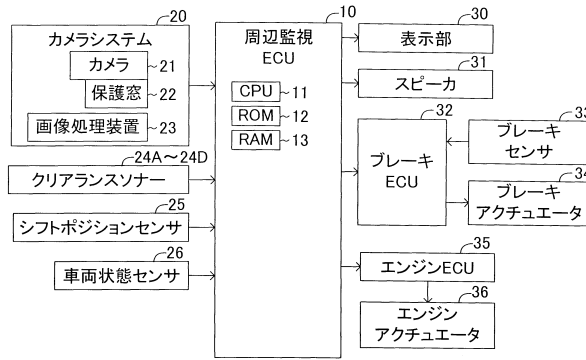 20
カメラシステム
カメラ
21
保護窓
22
画像処理装置
23
24A～24D
クリアランスソナー
25
シフトポジションセンサ
26
車両状態センサ
10
周辺監視
ECU
CPU
11
ROM
12
RAM
13
30
表示部
31
スピーカ
32
ブレーキ
ECU
33
ブレーキ
センサ
34
ブレーキ
アクチュエータ
35
エンジンECU
36
エンジン
アクチュエータ